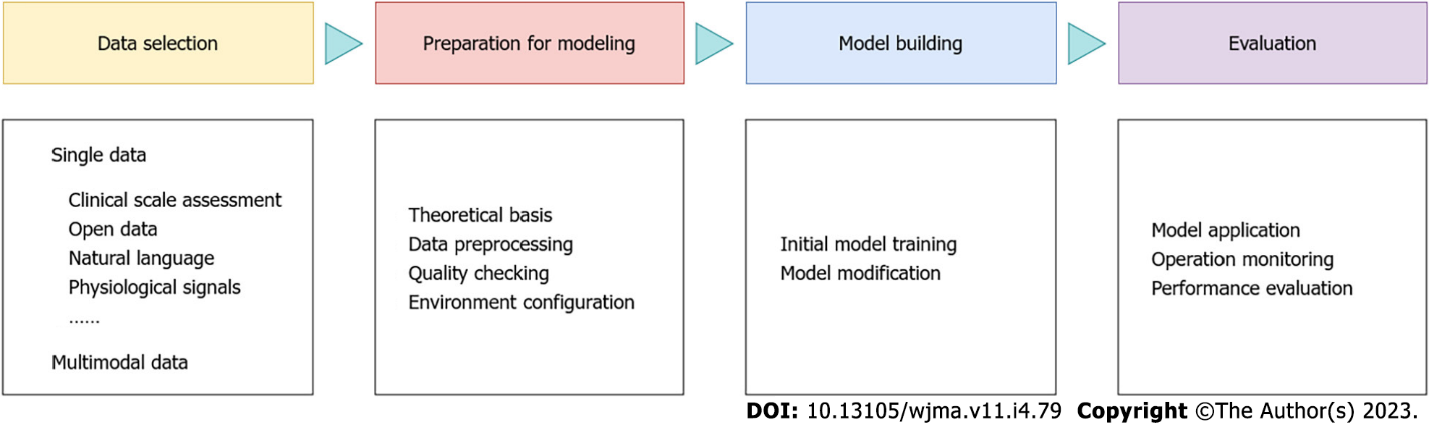 Data selection
Preparation for modeling
Model building
Evaluation
Single data
Clinical scale assessment
Open data
Natural language
Physiological signals
......
Multimodal data
Theoretical basis
Data preprocessing
Quality checking
Environment configuration
Initial model training
Model modification
Model application
Operation monitoring
Performance evaluation
DOI: 10.13105/wjma.v11.i4.79 Copyright ©The Author(s) 2023.